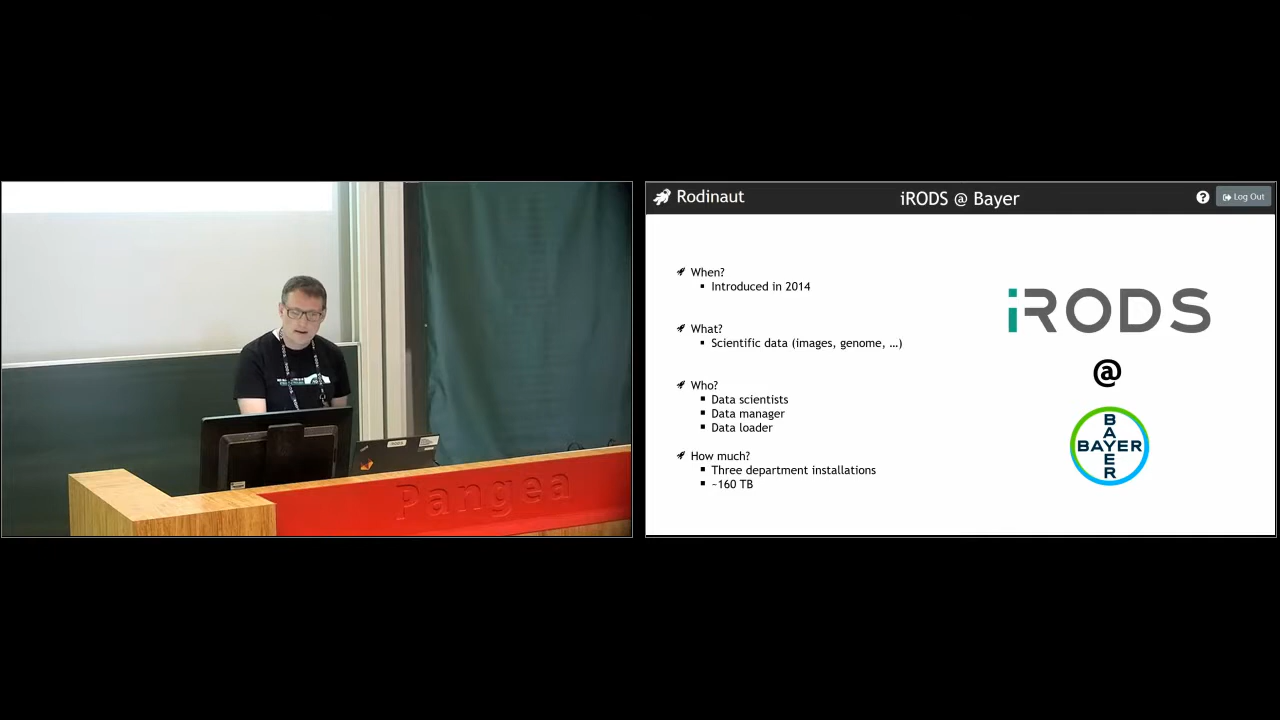 Pangea
Rodinaut
iRODS @ Bayer
Log Out
When?
Introduced in 2014
What?
Scientific data (images, genome, …)
Who?
Data scientists
Data manager
Data loader
How much?
Three department installations
~160 TB
iRODS
@
BAYER
BAYER